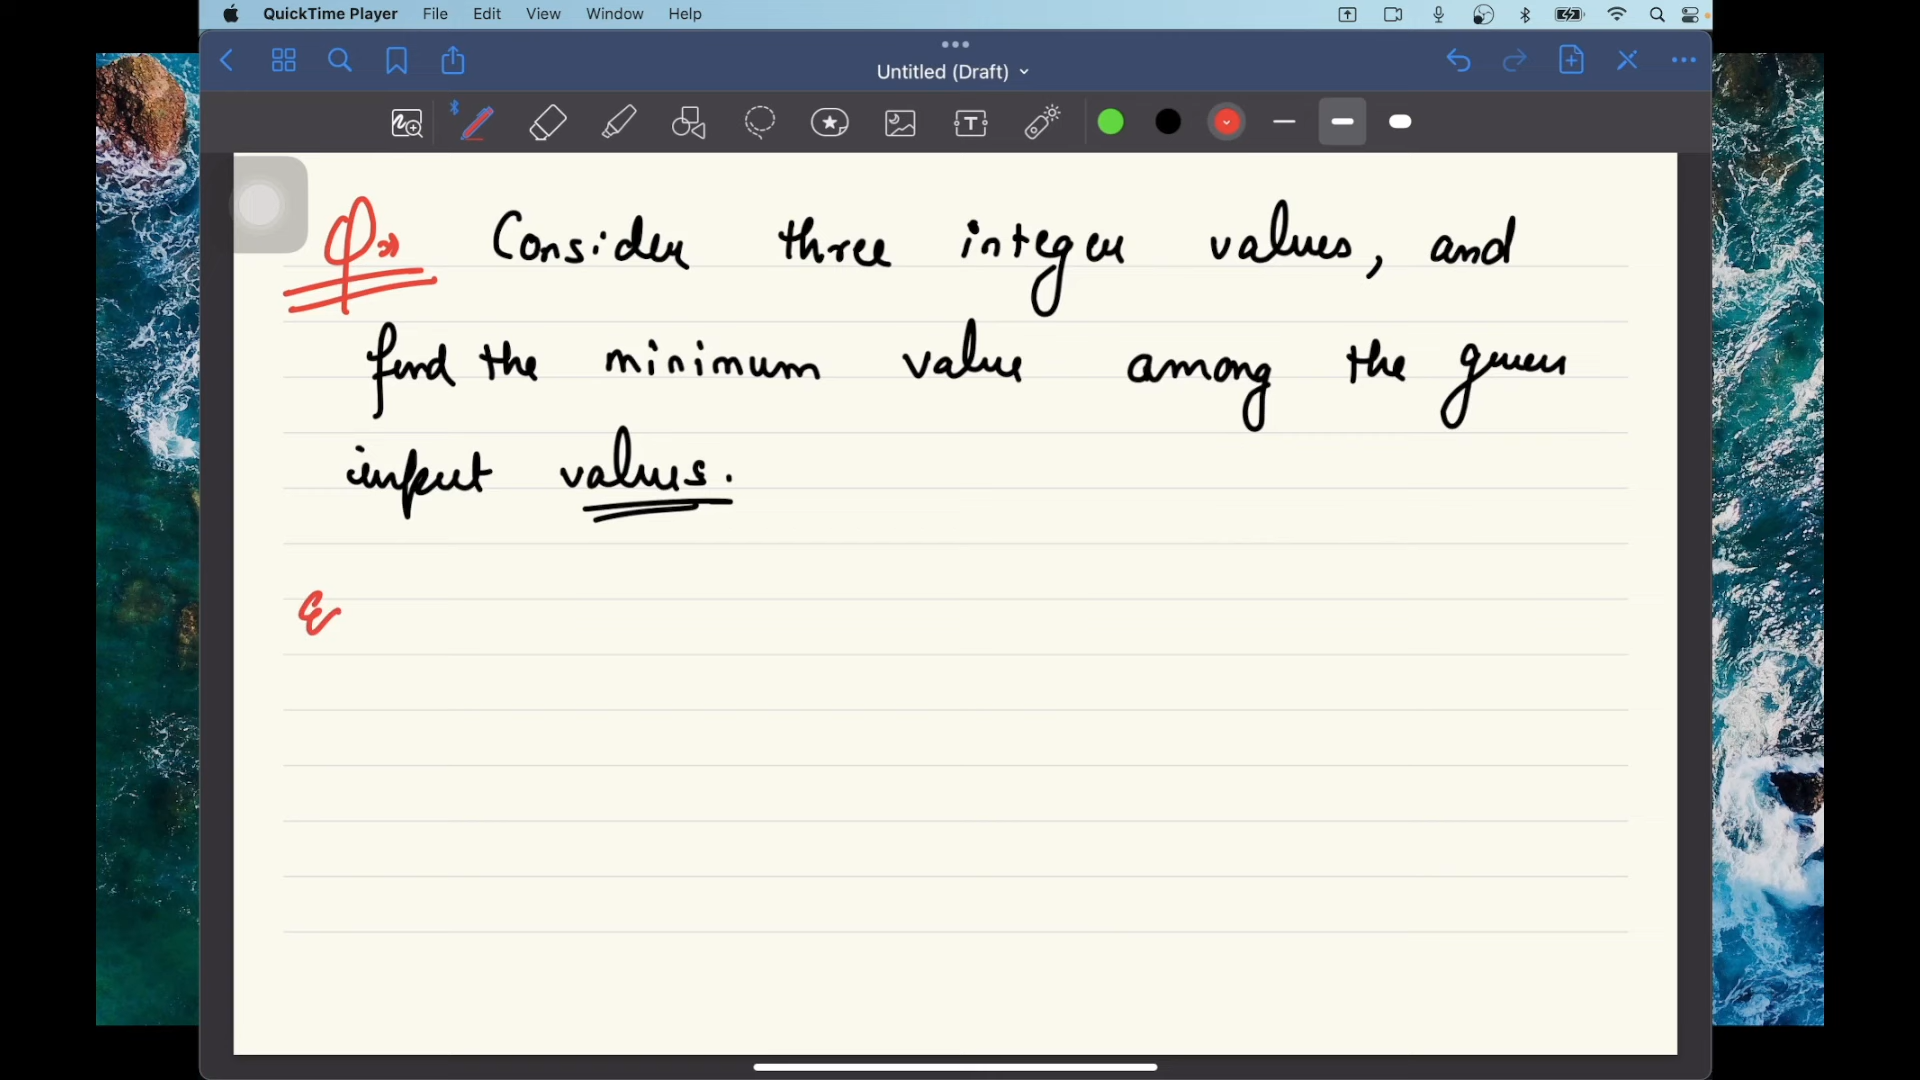 QuickTime Player File Edit View Window Help
Untitled (Draft)
T
Q» Consider three integer values, and
find the minimum value among the given
input values.